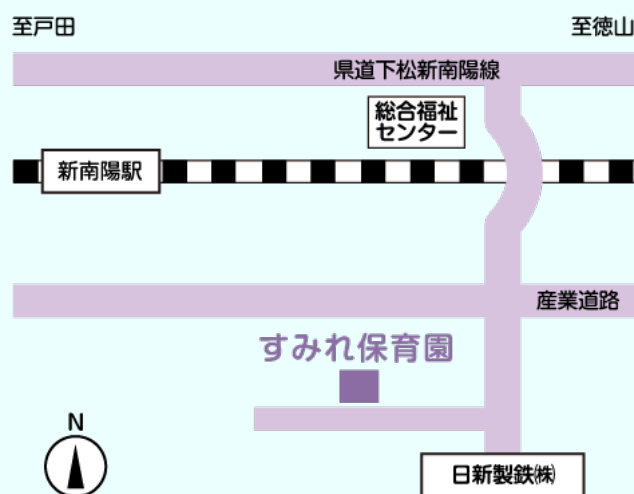 至戸田
至徳山
県道下松新南陽線
総合福祉
センター
新南陽駅
産業道路
すみれ保育園
N
日新製鉄㈱